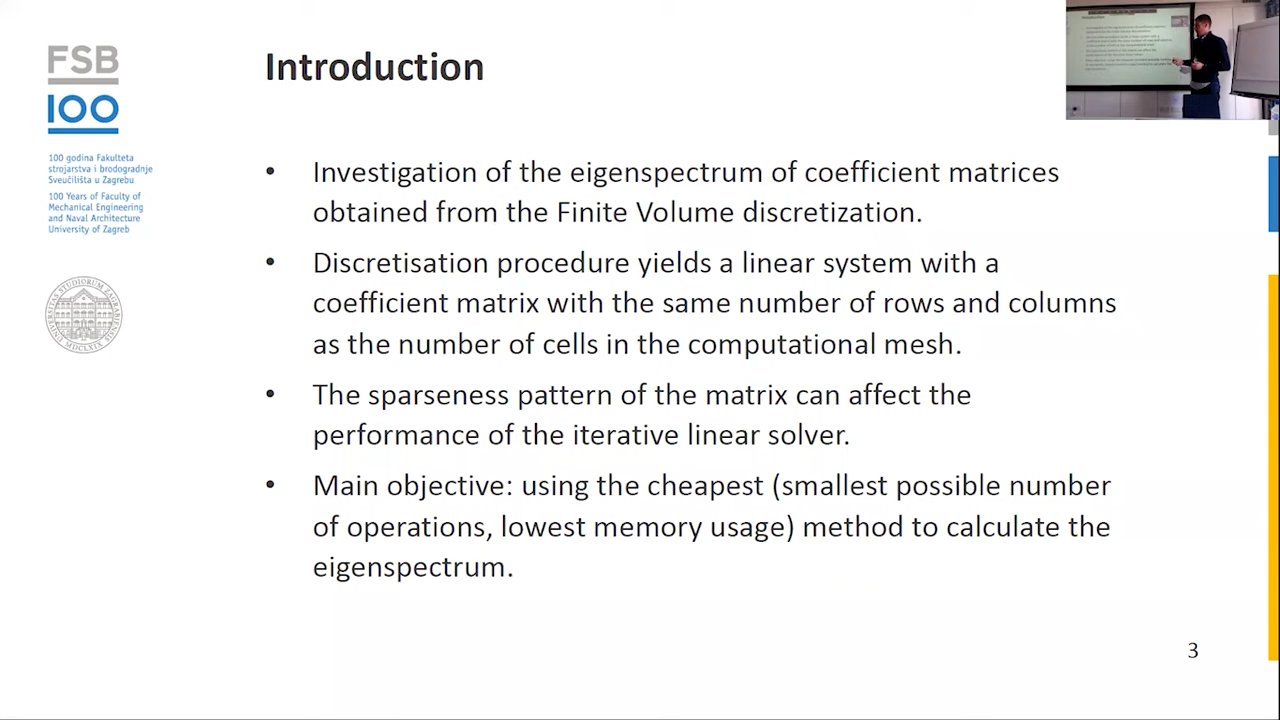 FSB
100
100 godina Fakulteta
strojarstva i brodogradnje
Sveučilišta u Zagrebu
100 Years of Faculty of
Mechanical Engineering
and Naval Architecture
University of Zagreb
UNIVERSITAS STUDIORUM ZAGRABIENSIS MDCLXIX
Introduction
• Investigation of the eigenspectrum of coefficient matrices
obtained from the Finite Volume discretization.
• Discretisation procedure yields a linear system with a
coefficient matrix with the same number of rows and columns
as the number of cells in the computational mesh.
• The sparseness pattern of the matrix can affect the
performance of the iterative linear solver.
• Main objective: using the cheapest (smallest possible number
of operations, lowest memory usage) method to calculate the
eigenspectrum.
3